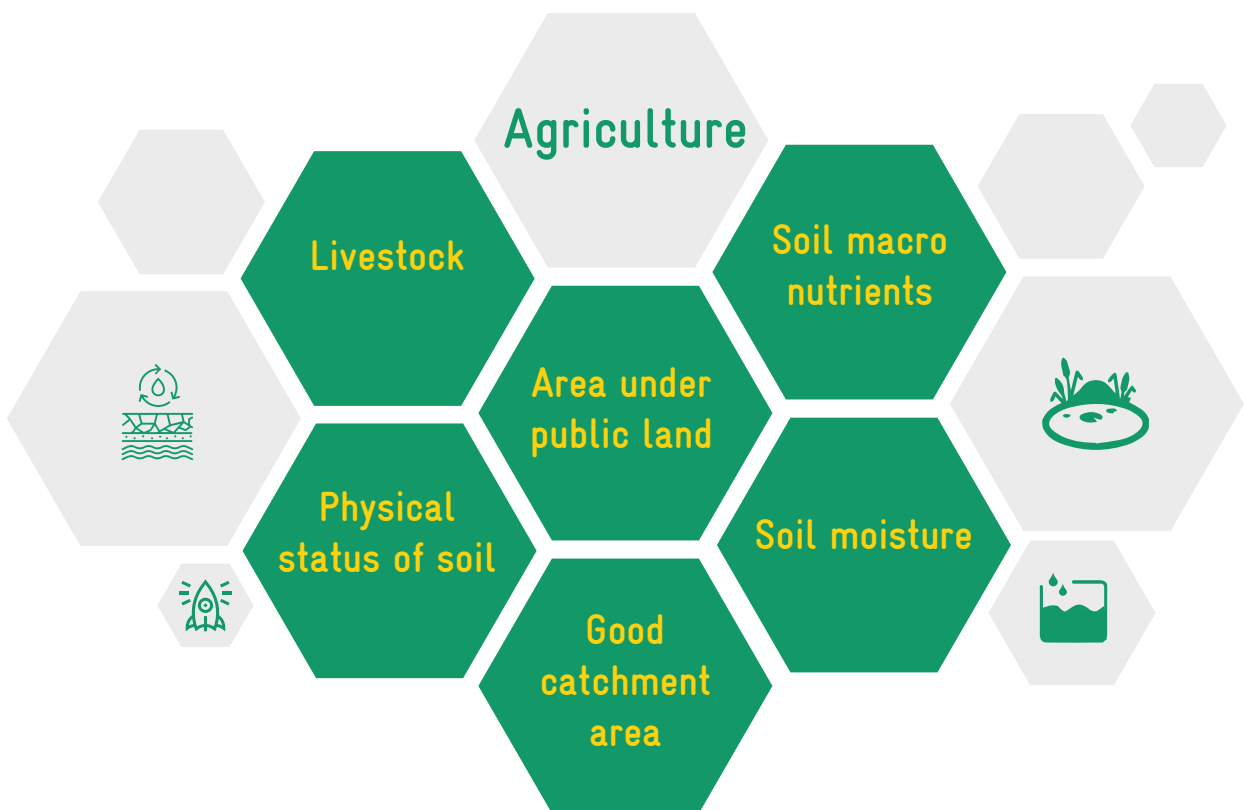 Agriculture
Livestock
Soil macro
nutrients
Area under
public land
Physical
status of soil
Soil moisture
Good
catchment
area